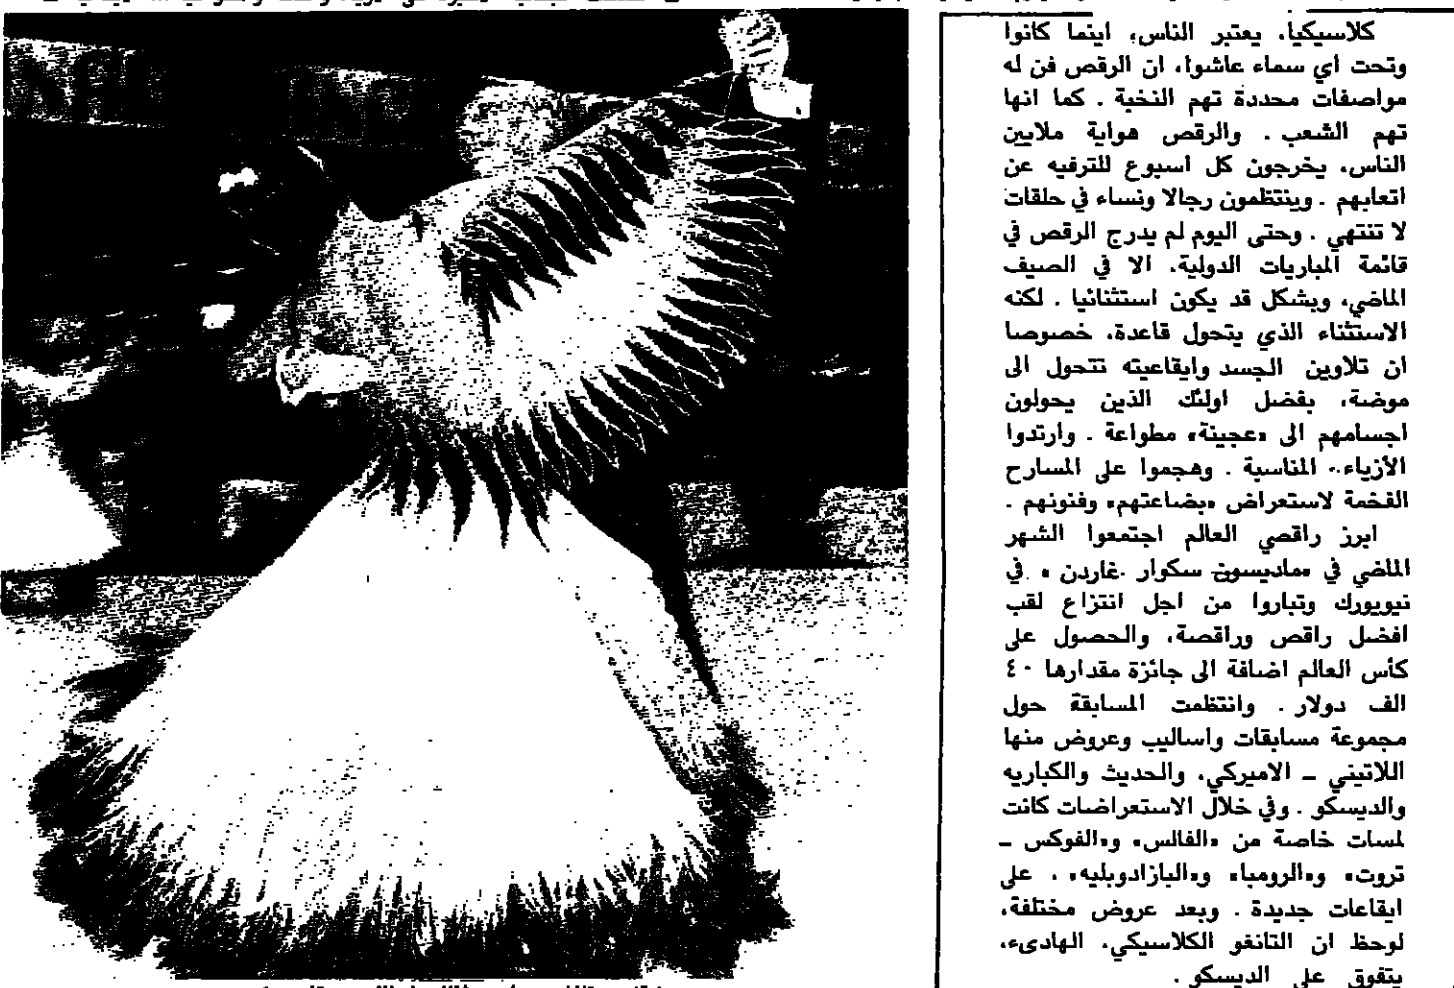 كلاسيكيا، يعتبر الناس، اينما كانوا
وتحت اي سماء عاشوا، ان الرقص فن له
مواصفات محددة تهم النخبة . كما انها
تهم الشعب . والرقص هواية ملايين
الناس، يخرجون كل اسبوع للترفيه عن
اتعابهم . وينتظمون رجالا ونساء في حلقات
لا تنتهي . وحتى اليوم لم يدرج الرقص في
قائمة المباريات الدولية، الا في الصيف
الماضي، وبشكل قد يكون استثنائيا . لكنه
الاستثناء الذي يتحول قاعدة، خصوصا
ان تلاوين الجسد وايقاعيته تتحول الى
موضة، بفضل اولئك الذين يحولون
اجسامهم الى «عجينة» مطواعة . وارتدوا
الأزياء المناسبة . وهجموا على المسارح
الفخمة لاستعراض «بضاعتهم» وفنونهم .
ابرز راقصي العالم اجتمعوا الشهر
الماضي في «ماديسون سكوار غاردن» في
نيويورك وتباروا من اجل انتزاع لقب
افضل راقص وراقصة، والحصول على
كأس العالم اضافة الى جائزة مقدارها ٤٠
الف دولار . وانتظمت المسابقة حول
مجموعة مسابقات واساليب وعروض منها
اللاتيني ــ الاميركي، والحديث والكباريه
والديسكو . وفي خلال الاستعراضات كانت
لمسات خاصة من «الفالس» و«الفوكس ــ
تروت» و«الرومبا» و«البازادوبليه» ، على
ايقاعات جديدة . وبعد عروض مختلفة،
لوحظ ان التانغو الكلاسيكي، الهادىء،
يتفوق على الديسكو .